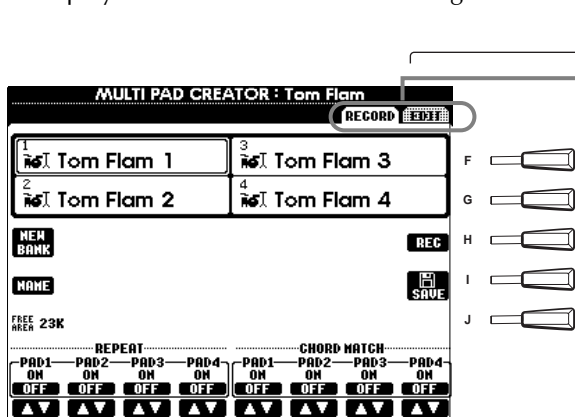 MULTI PAD CREATOR : Tom Flam
RECORD EDIT
1 Tom Flam 1
3 Tom Flam 3
2 Tom Flam 2
4 Tom Flam 4
NEW BANK
REC
NAME
SAVE
FREE AREA 23K
REPEAT CHORD MATCH
PAD1 PAD2 PAD3 PAD4 PAD1 PAD2 PAD3 PAD4
ON ON ON ON ON ON ON ON
OFF OFF OFF OFF OFF OFF OFF OFF
F
G
H
I
J